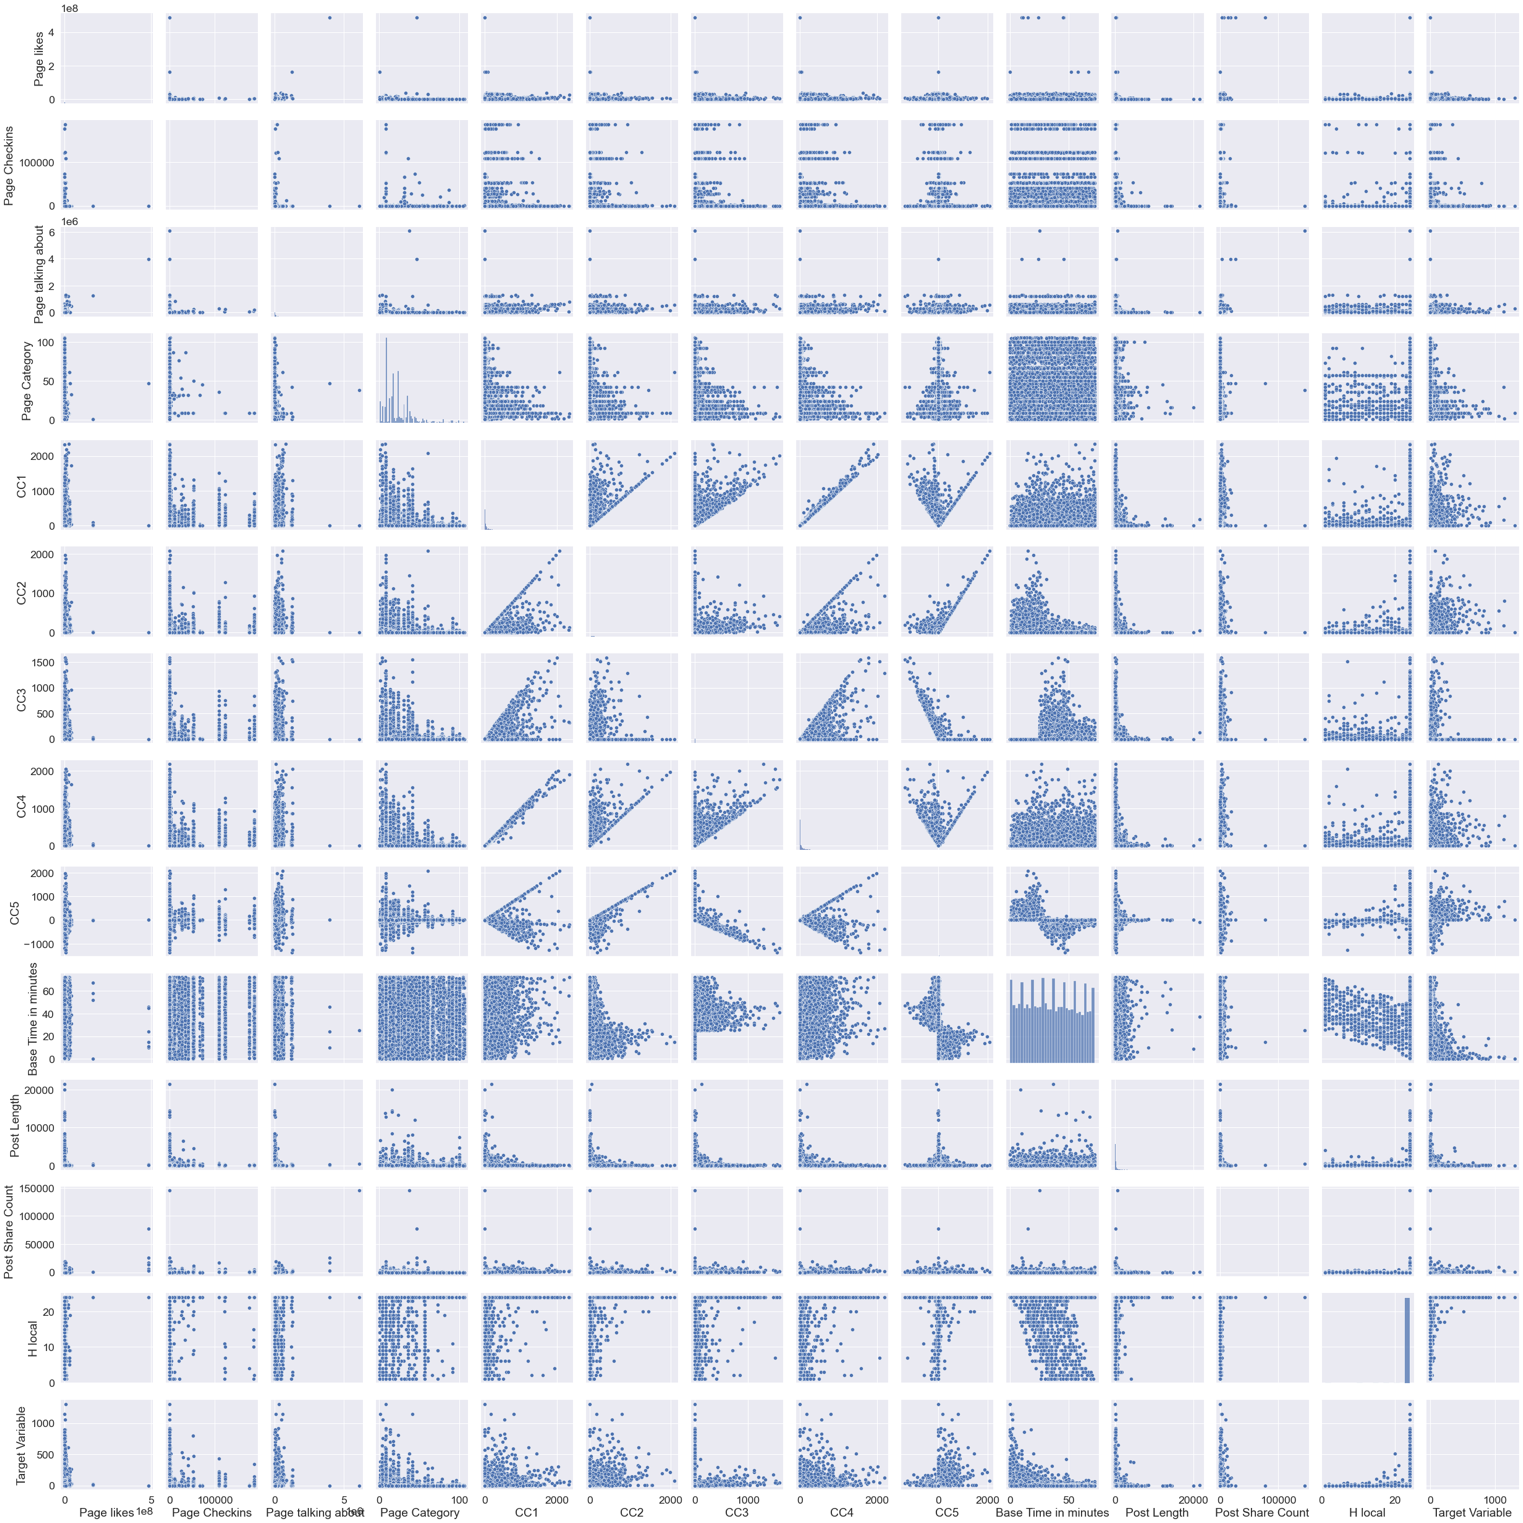 1e8
4
2
0
Page likes
100000
0
Page Checkins
1e6
6
4
2
0
Page talking about
100
50
0
Page Category
2000
1000
0
CC1
2000
1000
0
CC2
1500
1000
500
0
CC3
2000
1000
0
CC4
2000
1000
0
−1000
CC5
60
40
20
0
Base Time in minutes
20000
10000
0
Post Length
150000
100000
50000
0
Post Share Count
20
10
0
H local
1000
500
0
Target Variable
0 5 0 100000 0 5 0 100 0 2000 0 2000 0 1000 0 2000 0 2000 0 50 0 20000 0 100000 0 20 0 1000
Page likes 1e8 Page Checkins Page talking about 1e6 Page Category CC1 CC2 CC3 CC4 CC5 Base Time in minutes Post Length Post Share Count H local Target Variable